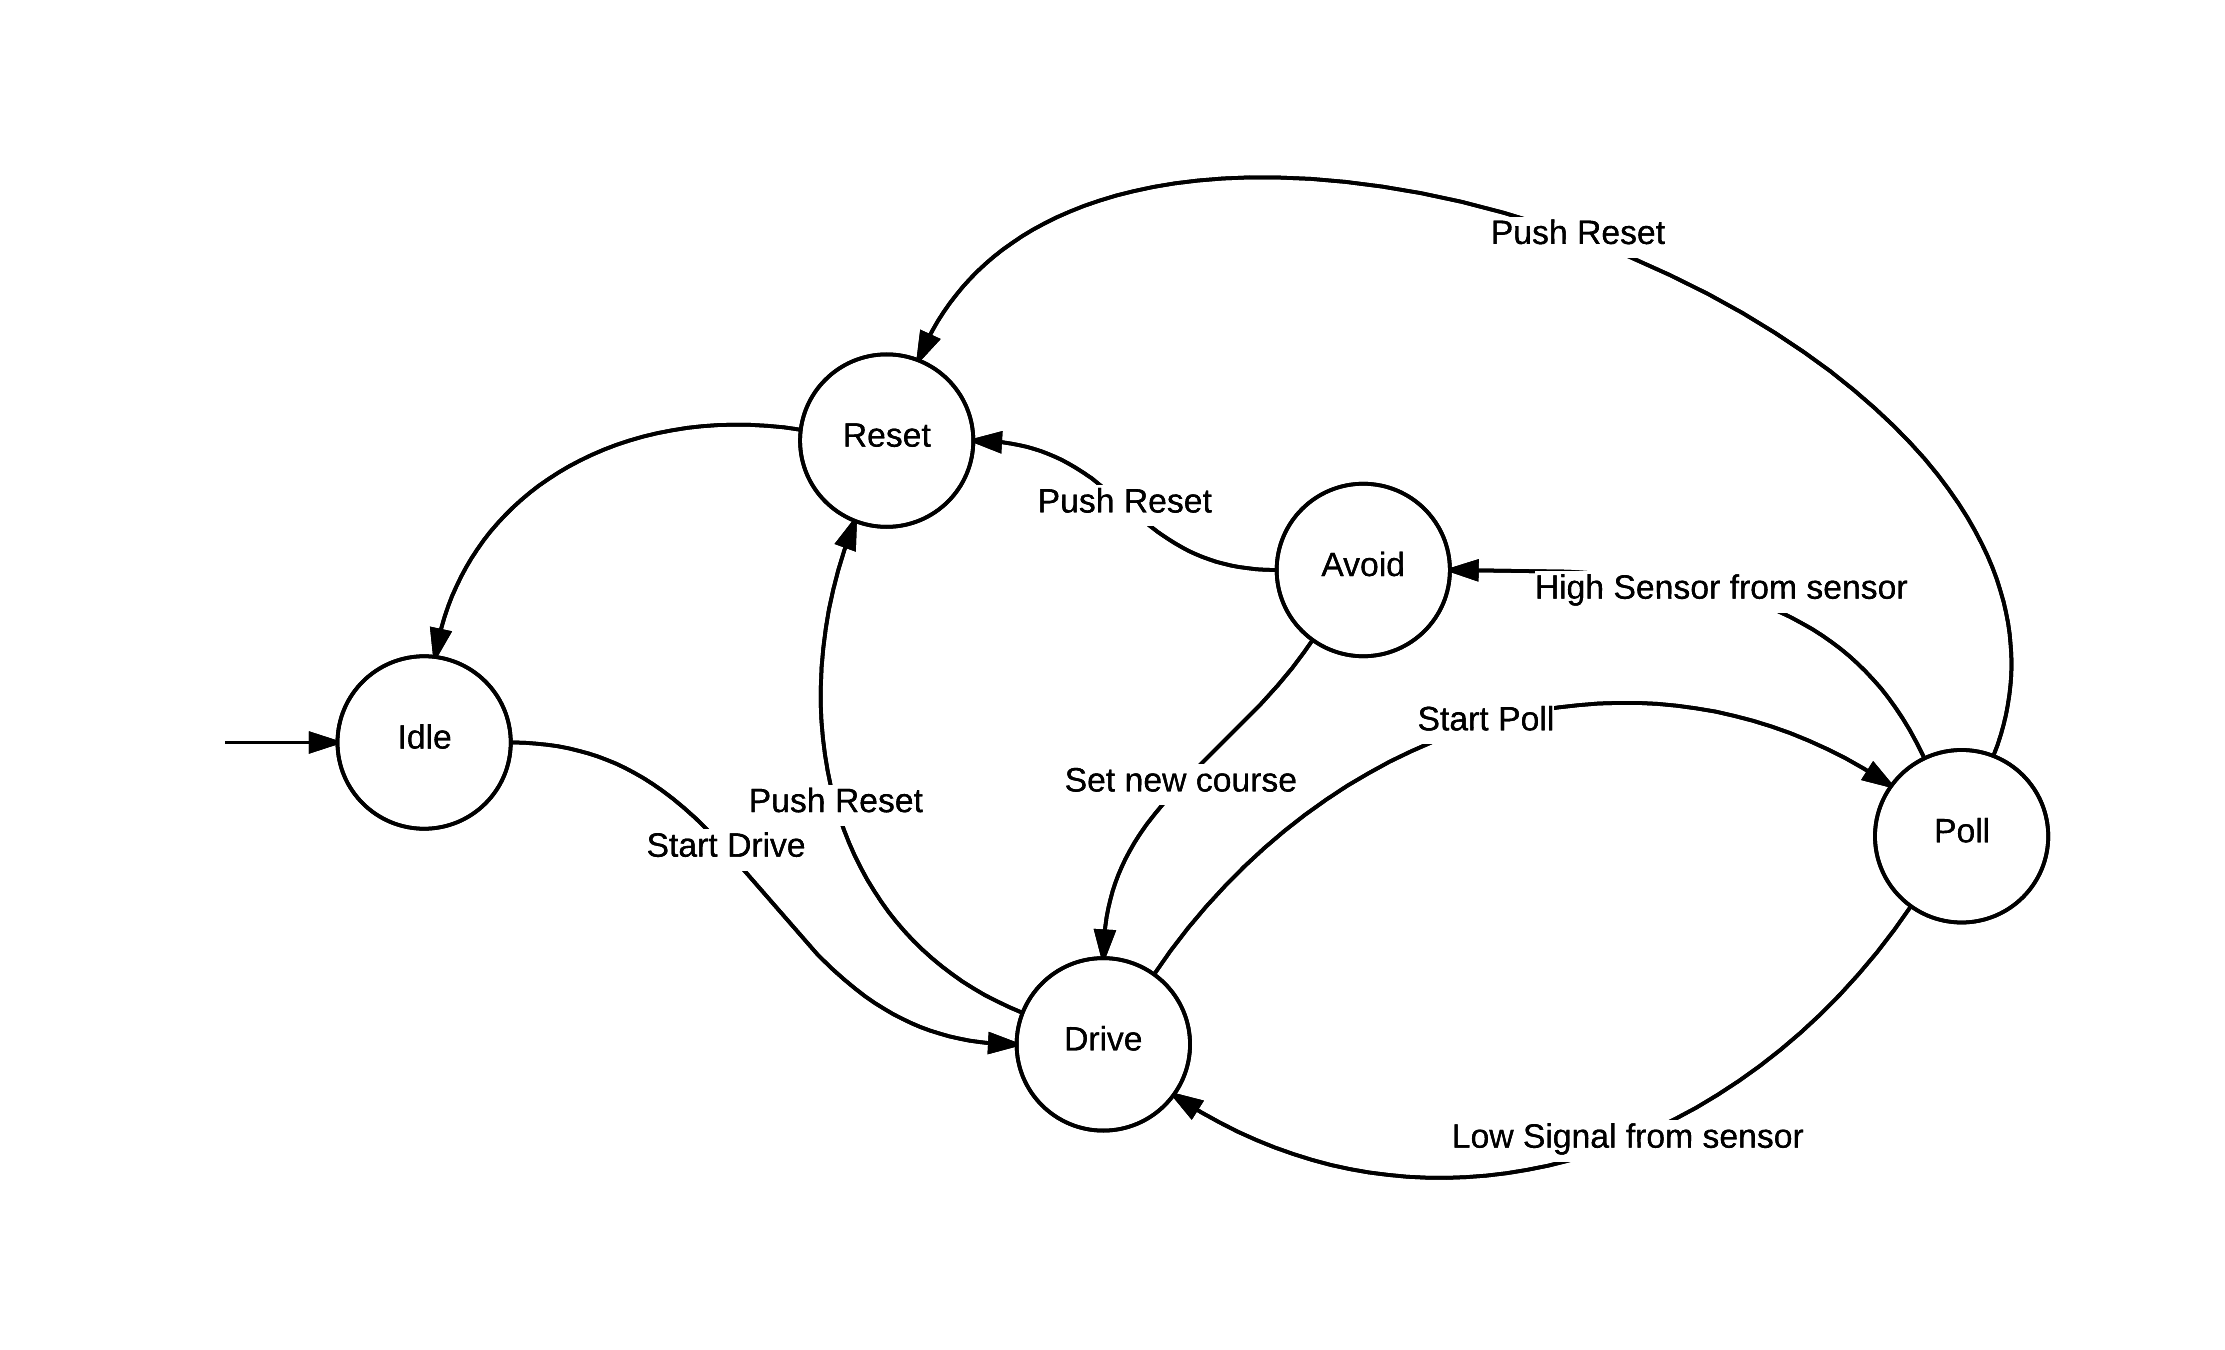 Push Reset
Reset
Push Reset
Avoid
High Sensor from sensor
Start Poll
Idle
Set new course
Push Reset
Poll
Start Drive
Drive
Low Signal from sensor